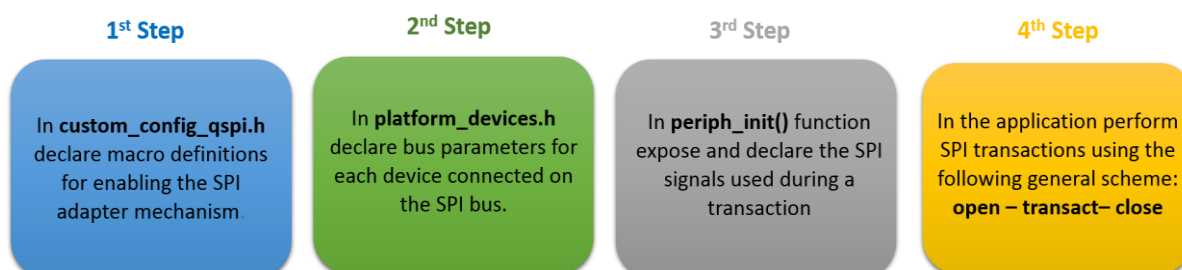 1st Step
In custom_config_qspi.h
declare macro definitions
for enabling the SPI
adapter mechanism.
2nd Step
In platform_devices.h
declare bus parameters for
each device connected on
the SPI bus.
3rd Step
In periph_init() function
expose and declare the SPI
signals used during a
transaction
4th Step
In the application perform
SPI transactions using the
following general scheme:
open – transact– close